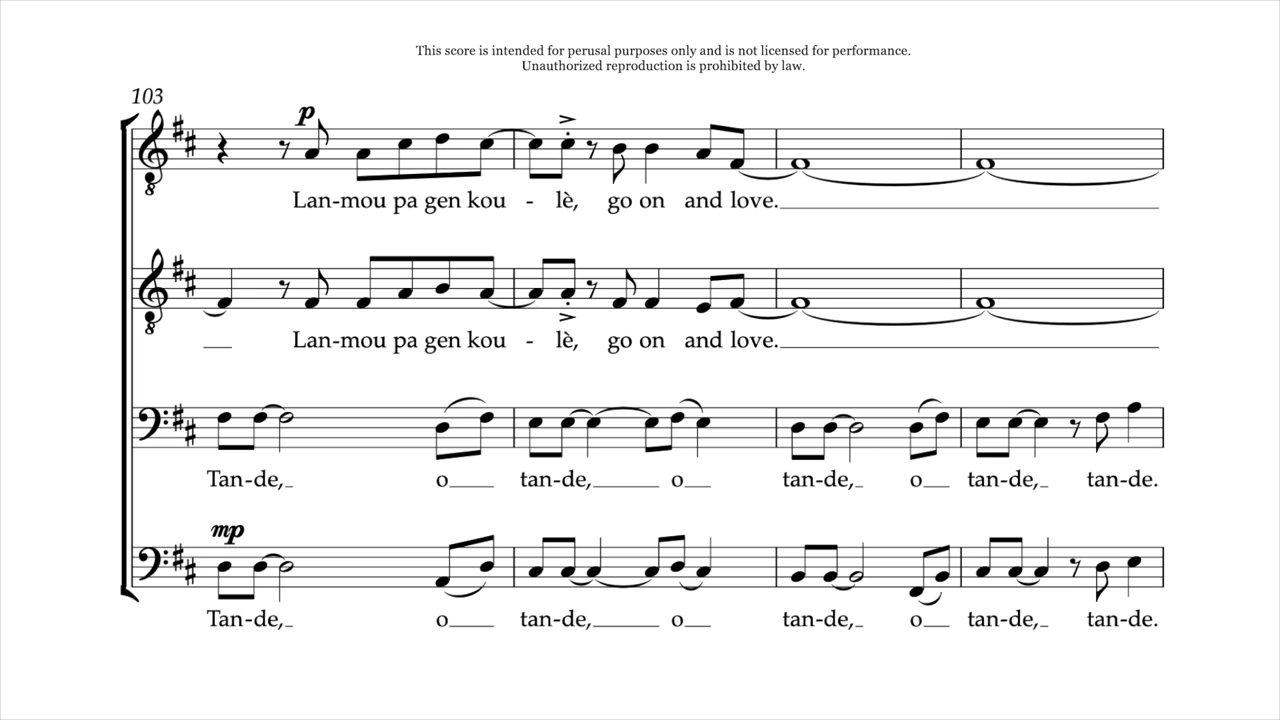 This score is intended for perusal purposes only and is not licensed for performance.
Unauthorized reproduction is prohibited by law.
103
p
Lan-mou pa gen kou - lè, go on and love.
Lan-mou pa gen kou - lè, go on and love.
Tan-de, o tan-de, o tan-de, o tan-de, tan-de.
mp
Tan-de, o tan-de, o tan-de, o tan-de, tan-de.